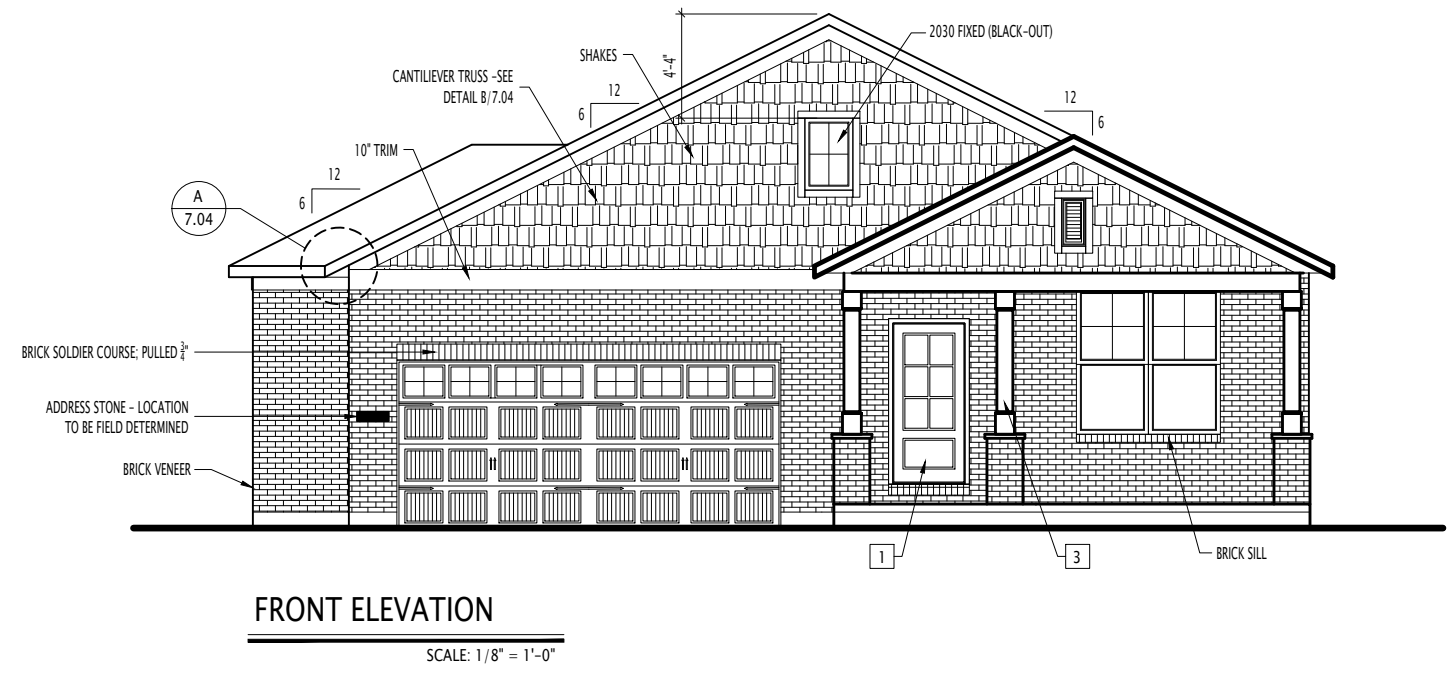 2030 FIXED (BLACK-OUT)
4'-4"
SHAKES
CANTILIEVER TRUSS -SEE
DETAIL B/7.04
12
6
12
6
10" TRIM
12
6
A
7.04
BRICK SOLDIER COURSE; PULLED 3/4"
ADDRESS STONE - LOCATION
TO BE FIELD DETERMINED
BRICK VENEER
1
3
BRICK SILL
FRONT ELEVATION
SCALE: 1/8" = 1'-0"